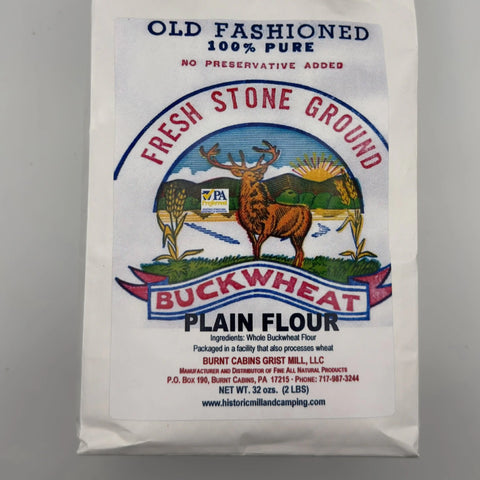 OLD FASHIONED
100% PURE
NO PRESERVATIVE ADDED
FRESH STONE GROUND
PA
Preferred
BUCKWHEAT
PLAIN FLOUR
Ingredients: Whole Buckwheat Flour
Packaged in a facility that also processes wheat
BURNT CABINS GRIST MILL, LLC
MANUFACTURER AND DISTRIBUTOR OF FINE ALL NATURAL PRODUCTS
P.O. BOX 190, BURNT CABINS, PA 17215 · PHONE: 717-987-3244
NET WT. 32 ozs. (2 LBS)
www.historicmillandcamping.com